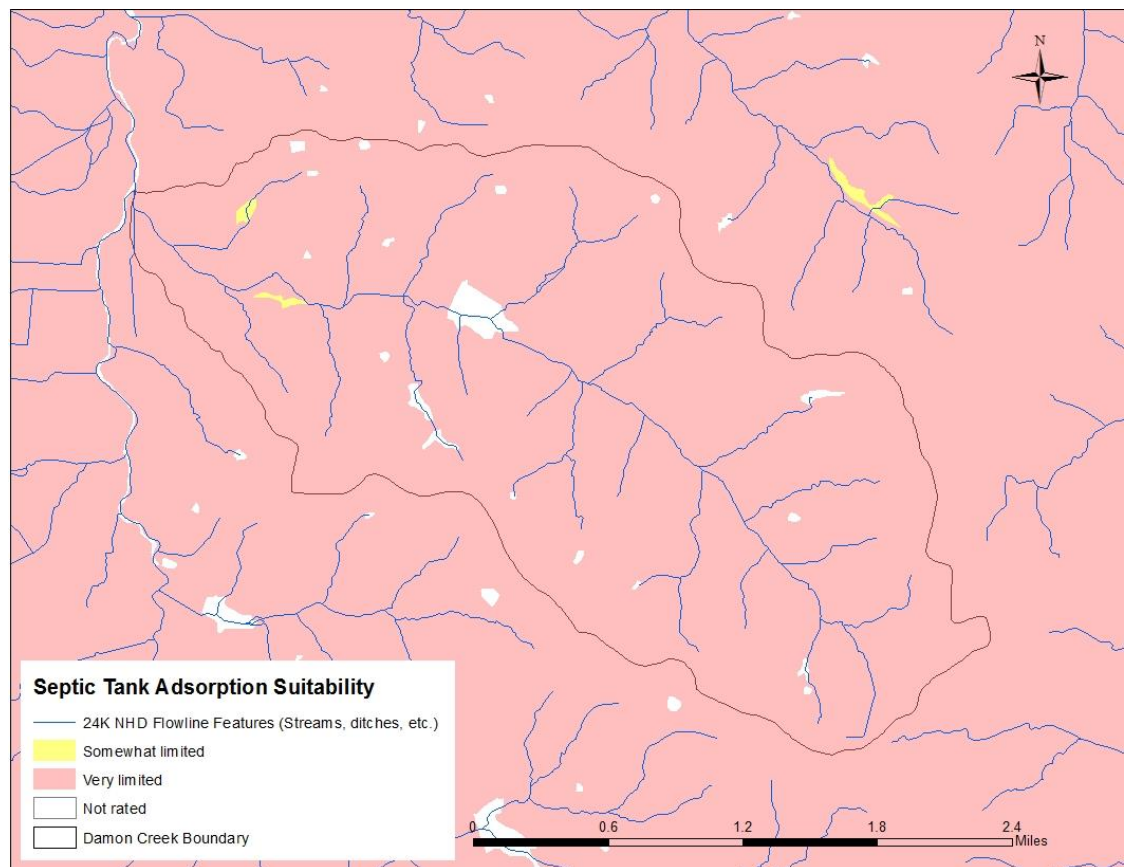 N
Septic Tank Adsorption Suitability
24K NHD Flowline Features (Streams, ditches, etc.)
Somewhat limited
Very limited
Not rated
Damon Creek Boundary
0 0.6 1.2 1.8 2.4
Miles